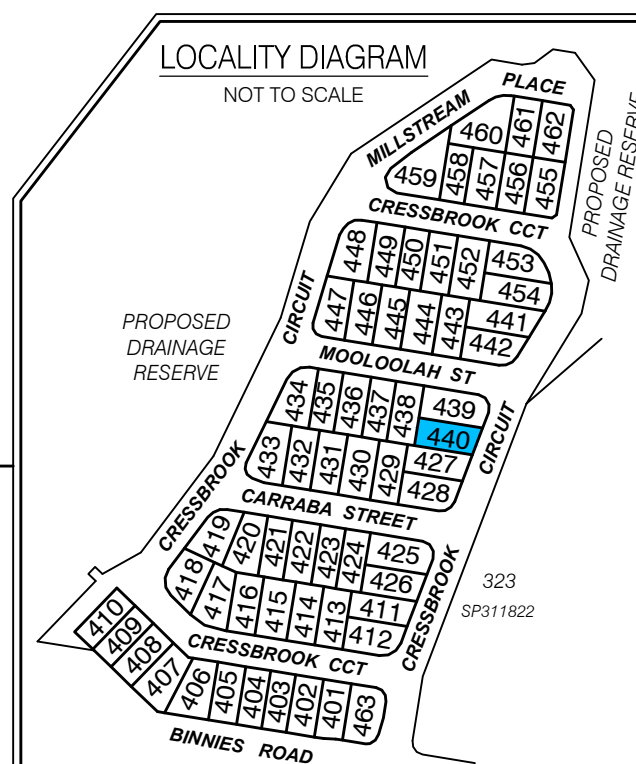 LOCALITY DIAGRAM
NOT TO SCALE
MILLSTREAM PLACE
460 461 462
459 458 457 456 455
CRESSBROOK CCT
PROPOSED
DRAINAGE RESERVE
448 449 450 451 452 453
454
447 446 445 444 443 441
442
CIRCUIT
PROPOSED
DRAINAGE
RESERVE
MOOLOOLAH ST
434 435 436 437 438 439
440
433 432 431 430 429 427
428
CIRCUIT
CRESSBROOK
CARRABA STREET
419 420 421 422 423 424 425
426
418 417 416 415 414 413 411
412
CRESSBROOK
323
SP311822
CRESSBROOK CCT
410
409
408
407 406 405 404 403 402 401 463
BINNIES ROAD